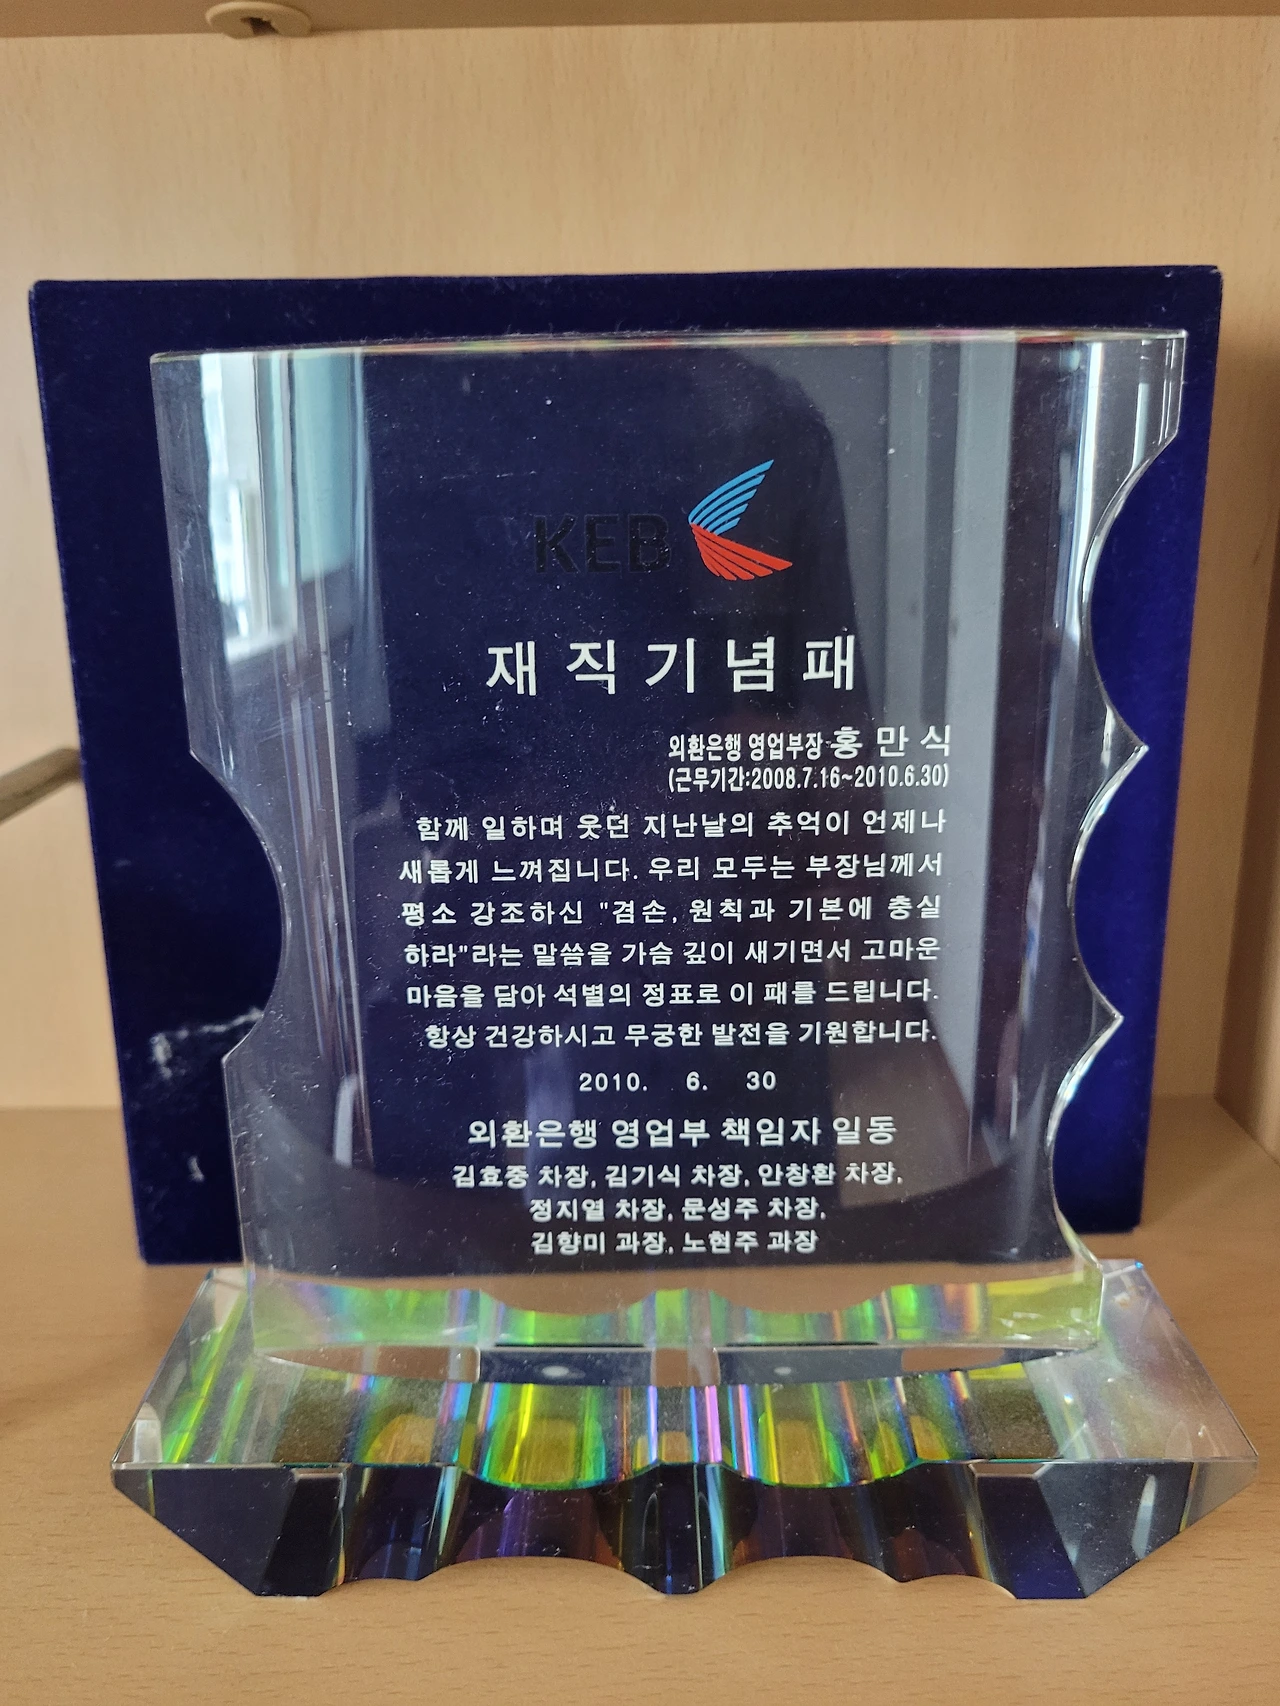 KEB
재직기념패
외환은행 영업부장 홍만식
(근무기간:2008.7.16~2010.6.30)
함께 일하며 웃던 지난날의 추억이 언제나
새롭게 느껴집니다. 우리 모두는 부장님께서
평소 강조하신 "겸손, 원칙과 기본에 충실
하라"라는 말씀을 가슴 깊이 새기면서 고마운
마음을 담아 석별의 정표로 이 패를 드립니다.
항상 건강하시고 무궁한 발전을 기원합니다.
2010. 6. 30
외환은행 영업부 책임자 일동
김효중 차장, 김기식 차장, 안창환 차장,
정지열 차장, 문성주 차장,
김향미 과장, 노현주 과장